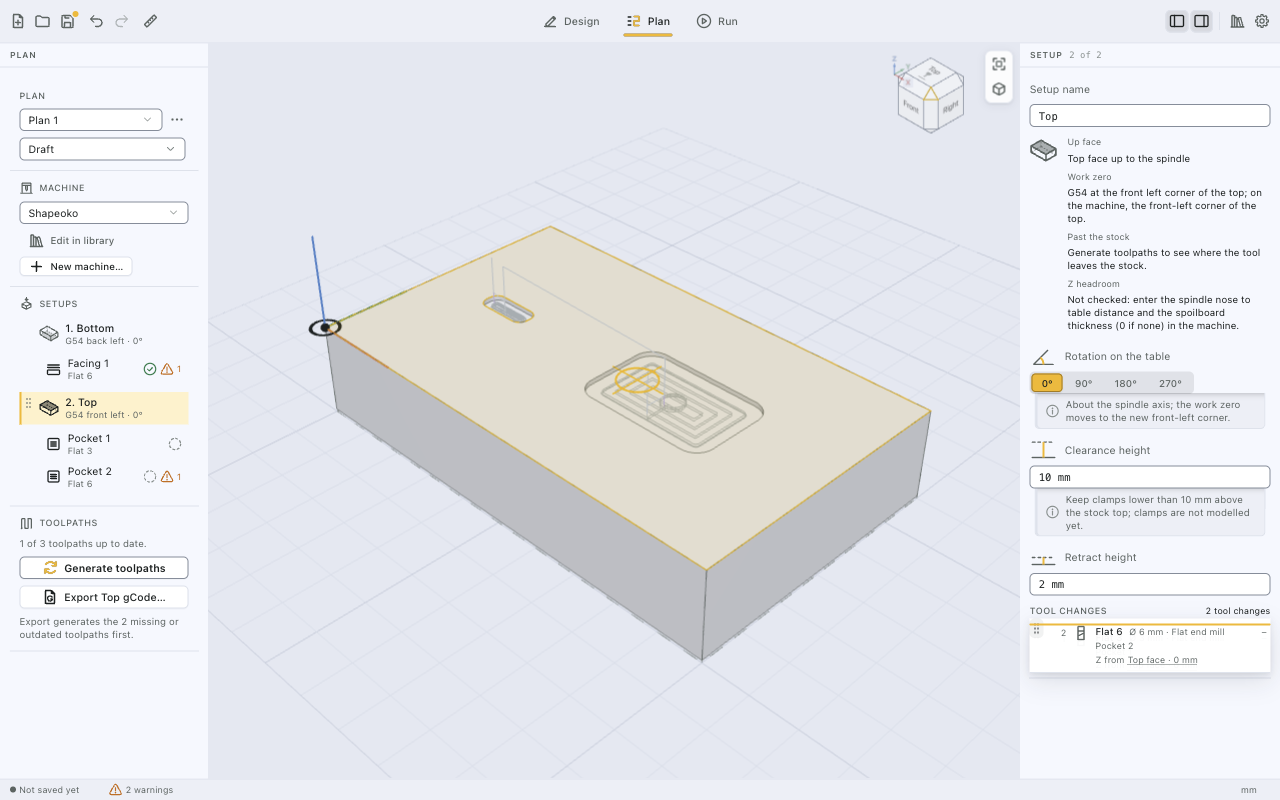 Design
Plan
Run
PLAN
PLAN
Plan 1
Draft
MACHINE
Shapeoko
Edit in library
New machine...
SETUPS
1. Bottom
G54 back left · 0°
Facing 1
Flat 6
1
2. Top
G54 front left · 0°
Pocket 1
Flat 3
Pocket 2
Flat 6
1
TOOLPATHS
1 of 3 toolpaths up to date.
Generate toolpaths
Export Top gCode...
Export generates the 2 missing or
outdated toolpaths first.
Z
Front
Right
SETUP 2 of 2
Setup name
Top
Up face
Top face up to the spindle
Work zero
G54 at the front left corner of the top; on
the machine, the front-left corner of the
top.
Past the stock
Generate toolpaths to see where the tool
leaves the stock.
Z headroom
Not checked: enter the spindle nose to
table distance and the spoilboard
thickness (0 if none) in the machine.
Rotation on the table
0° 90° 180° 270°
About the spindle axis; the work zero
moves to the new front-left corner.
Clearance height
10 mm
Keep clamps lower than 10 mm above
the stock top; clamps are not modelled
yet.
Retract height
2 mm
TOOL CHANGES 2 tool changes
2 Flat 6 Ø 6 mm · Flat end mill –
Pocket 2
Z from Top face · 0 mm
Not saved yet
2 warnings
mm